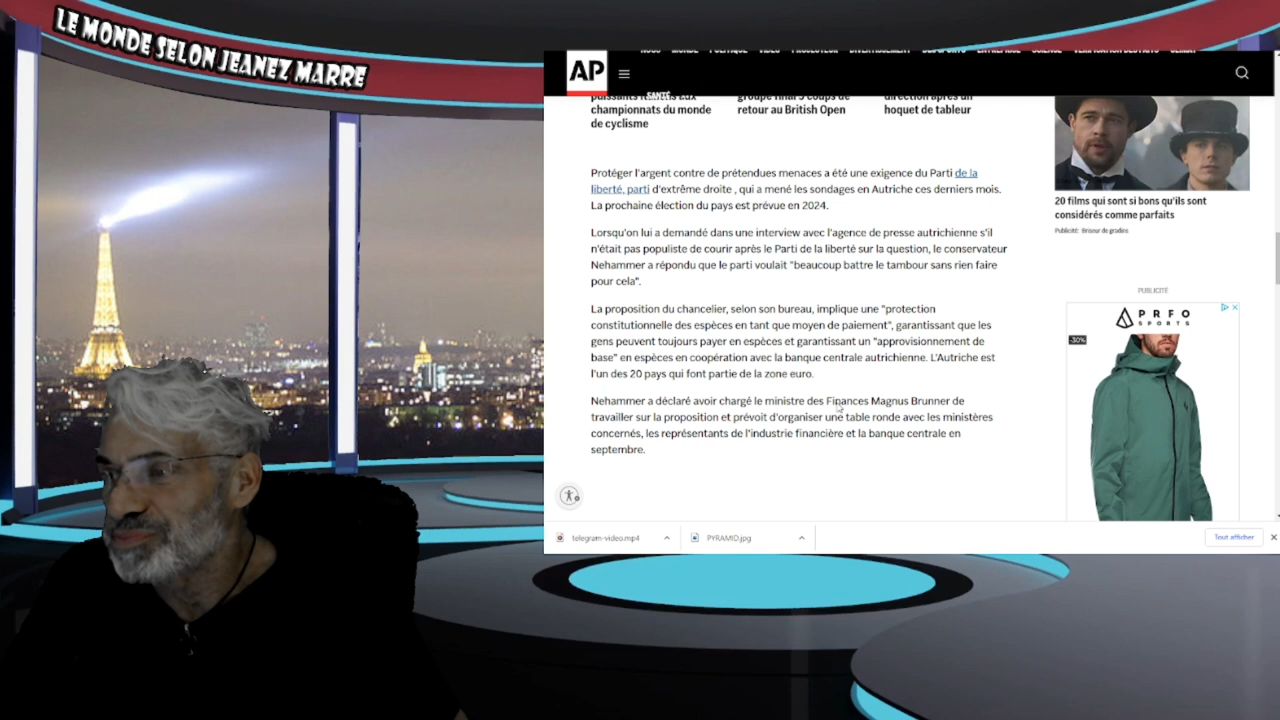 LE MONDE SELON JEANEZ MARRE
AP
SANTÉ
championnats du monde
de cyclisme
groupe final 5 coups de
retour au British Open
direction après un
hoquet de tableur
Protéger l'argent contre de prétendues menaces a été une exigence du Parti de la
liberté, parti d'extrême droite , qui a mené les sondages en Autriche ces derniers mois.
La prochaine élection du pays est prévue en 2024.
Lorsqu'on lui a demandé dans une interview avec l'agence de presse autrichienne s'il
n'était pas populiste de courir après le Parti de la liberté sur la question, le conservateur
Nehammer a répondu que le parti voulait "beaucoup battre le tambour sans rien faire
pour cela".
La proposition du chancelier, selon son bureau, implique une "protection
constitutionnelle des espèces en tant que moyen de paiement", garantissant que les
gens peuvent toujours payer en espèces et garantissant un "approvisionnement de
base" en espèces en coopération avec la banque centrale autrichienne. L'Autriche est
l'un des 20 pays qui font partie de la zone euro.
Nehammer a déclaré avoir chargé le ministre des Finances Magnus Brunner de
travailler sur la proposition et prévoit d'organiser une table ronde avec les ministères
concernés, les représentants de l'industrie financière et la banque centrale en
septembre.
20 films qui sont si bons qu'ils sont
considérés comme parfaits
Publicité: Briseur de gradins
PUBLICITÉ
PRFO
SPORTS
-30%
telegram-video.mp4
PYRAMID.jpg
Tout afficher